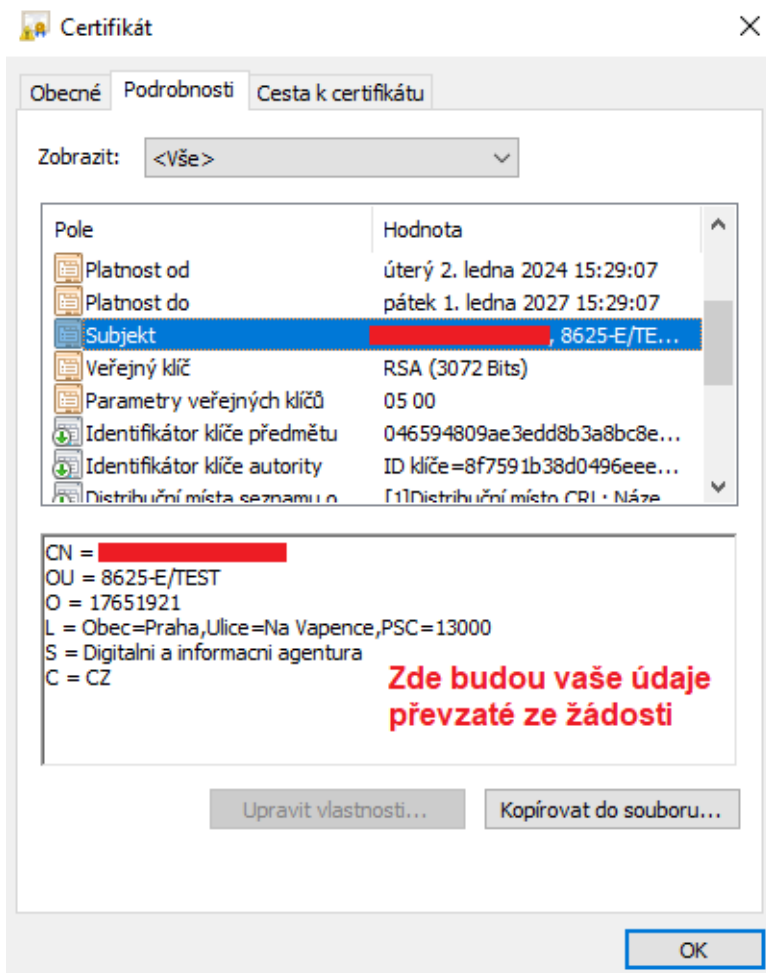 Certifikát
Obecné Podrobnosti Cesta k certifikátu
Zobrazit: <Vše>
Pole Hodnota
Platnost od úterý 2. ledna 2024 15:29:07
Platnost do pátek 1. ledna 2027 15:29:07
Subjekt , 8625-E/TE...
Veřejný klíč RSA (3072 Bits)
Parametry veřejných klíčů 05 00
Identifikátor klíče předmětu 046594809ae3edd8b3a8bc8e...
Identifikátor klíče autority ID klíče=8f7591b38d0496eee...
Distribuční místa seznamu o [1]Distribuční místo CRL: Náze
CN =
OU = 8625-E/TEST
O = 17651921
L = Obec=Praha,Ulice=Na Vapence,PSC=13000
S = Digitalni a informacni agentura
C = CZ
Zde budou vaše údaje
převzaté ze žádosti
Upravit vlastnosti... Kopírovat do souboru...
OK